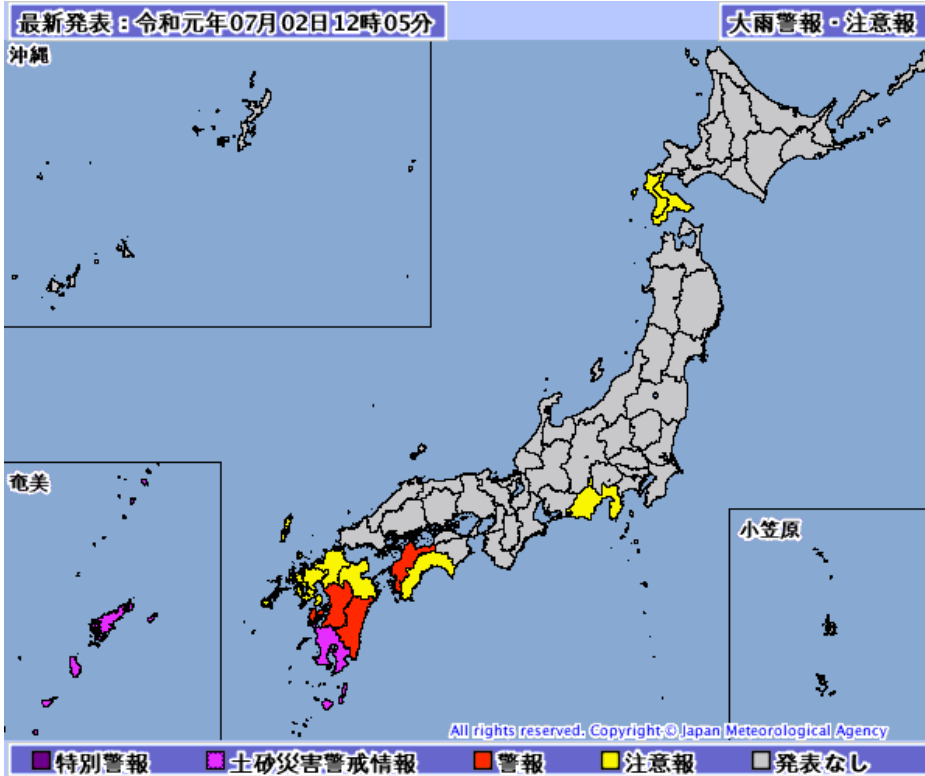 最新発表：令和元年07月02日12時05分
大雨警報・注意報
沖縄
奄美
小笠原
All rights reserved. Copyright © Japan Meteorological Agency
特別警報 土砂災害警戒情報 警報 注意報 発表なし